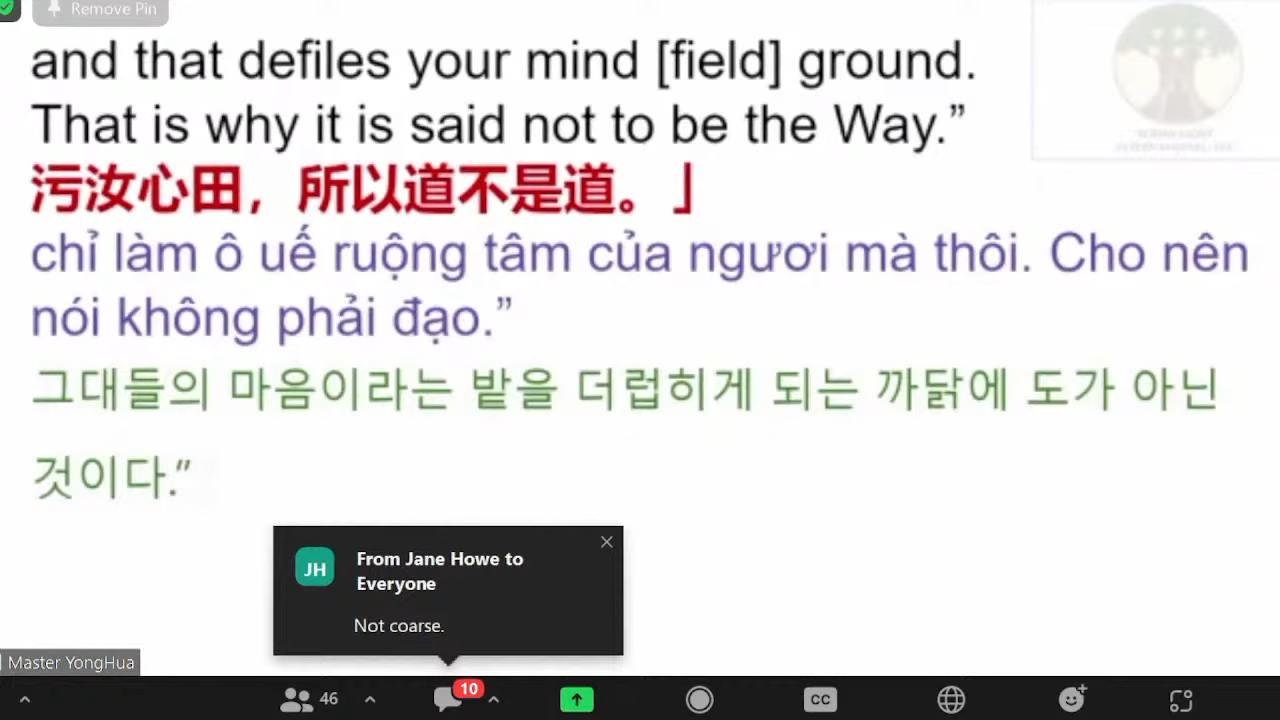 Remove Pin
and that defiles your mind [field] ground.
That is why it is said not to be the Way.”
污汝心田，所以道不是道。」
chỉ làm ô uế ruộng tâm của ngươi mà thôi. Cho nên
nói không phải đạo.”
그대들의 마음이라는 밭을 더럽히게 되는 까닭에 도가 아닌
것이다.”
JH
From Jane Howe to
Everyone
Not coarse.
Master YongHua
46
10
CC